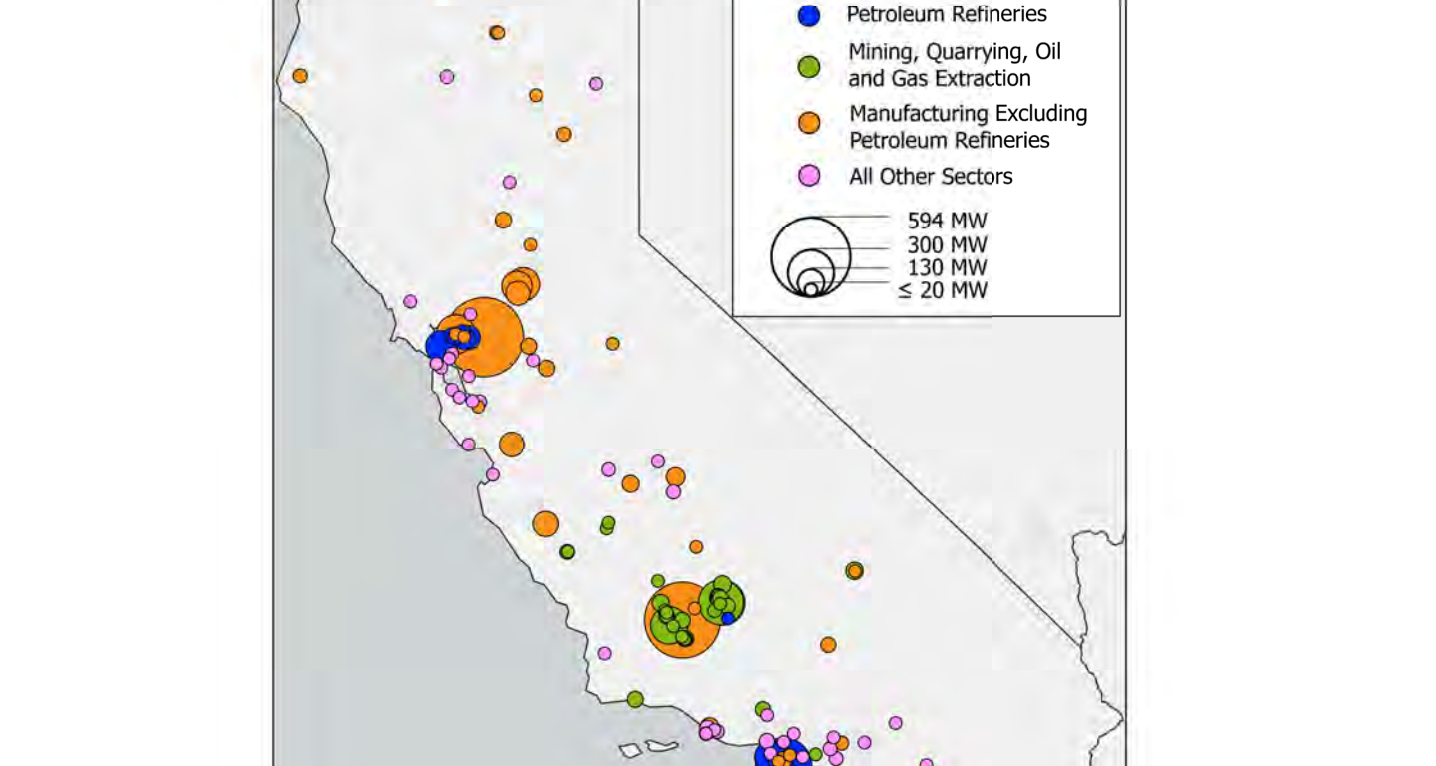 Petroleum Refineries
Mining, Quarrying, Oil
and Gas Extraction
Manufacturing Excluding
Petroleum Refineries
All Other Sectors
594 MW
300 MW
130 MW
≤ 20 MW